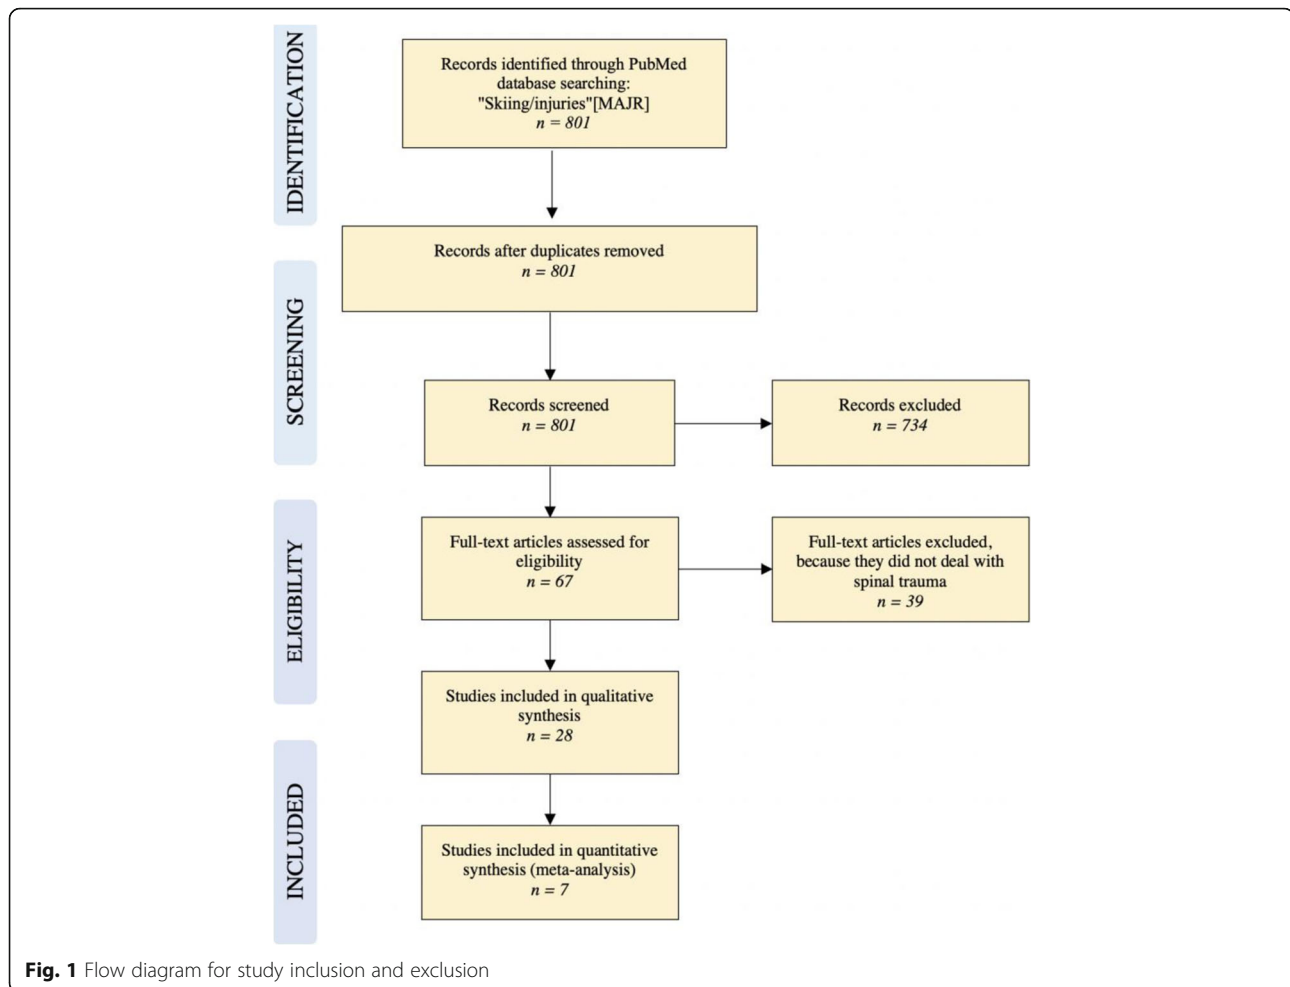 IDENTIFICATION
Records identified through PubMed
database searching:
"Skiing/injuries"[MAJR]
n = 801
Records after duplicates removed
n = 801
SCREENING
Records screened
n = 801
Records excluded
n = 734
ELIGIBILITY
Full-text articles assessed for
eligibility
n = 67
Full-text articles excluded,
because they did not deal with
spinal trauma
n = 39
Studies included in qualitative
synthesis
n = 28
INCLUDED
Studies included in quantitative
synthesis (meta-analysis)
n = 7
Fig. 1 Flow diagram for study inclusion and exclusion